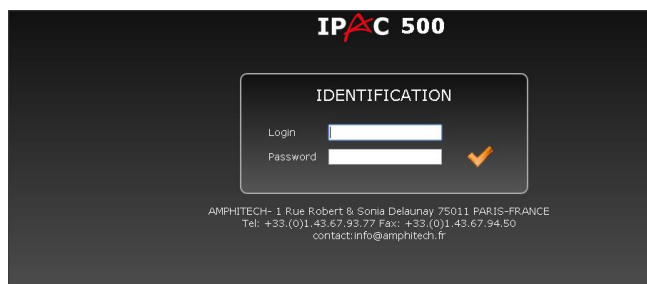 IPAC 500
IDENTIFICATION
Login
Password
AMPHITECH- 1 Rue Robert & Sonia Delaunay 75011 PARIS-FRANCE
Tel: +33.(0)1.43.67.93.77 Fax: +33.(0)1.43.67.94.50
contact:info@amphitech.fr